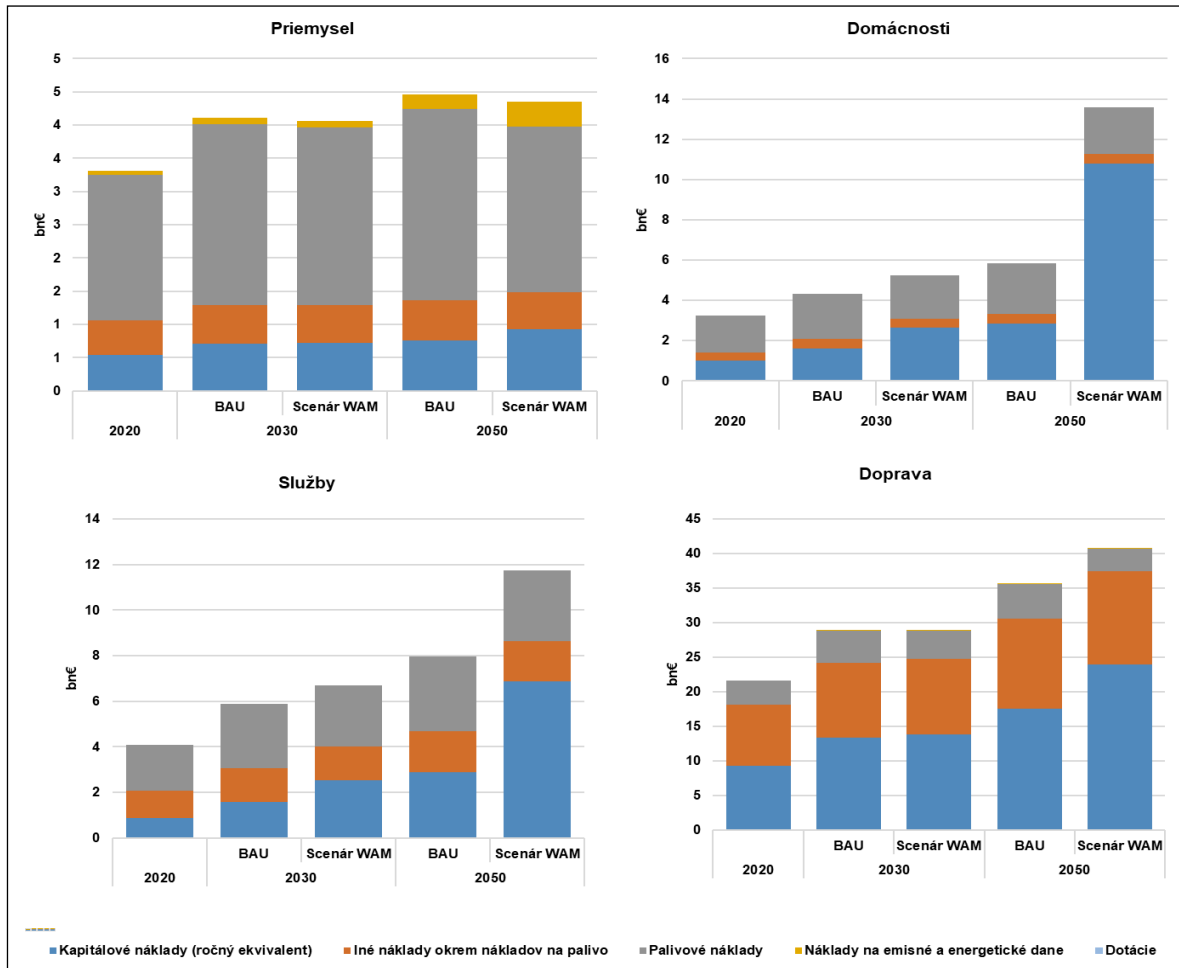 Priemysel
5
5
4
4
3
3
2
2
1
1
0
bn€
BAU Scenár WAM BAU Scenár WAM
2020 2030 2050
Domácnosti
16
14
12
10
8
6
4
2
0
bn€
BAU Scenár WAM BAU Scenár WAM
2020 2030 2050
Služby
14
12
10
8
6
4
2
0
bn€
BAU Scenár WAM BAU Scenár WAM
2020 2030 2050
Doprava
45
40
35
30
25
20
15
10
5
0
bn€
BAU Scenár WAM BAU Scenár WAM
2020 2030 2050
Kapitálové náklady (ročný ekvivalent) Iné náklady okrem nákladov na palivo Palivové náklady Náklady na emisné a energetické dane Dotácie